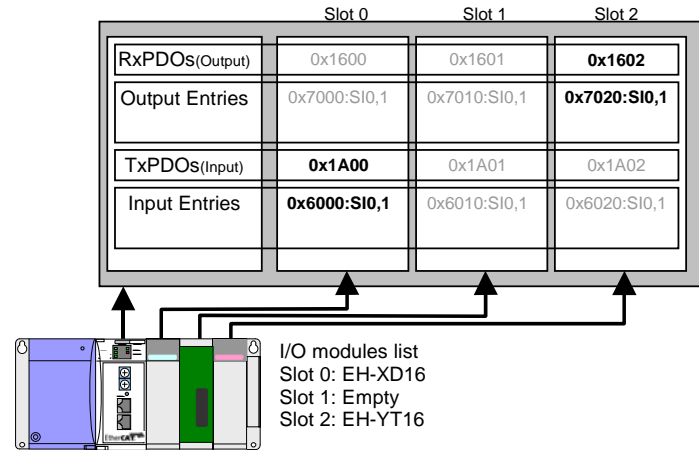 Slot 0 Slot 1 Slot 2
RxPDOs(Output) 0x1600 0x1601 0x1602
Output Entries 0x7000:SI0,1 0x7010:SI0,1 0x7020:SI0,1
TxPDOs(Input) 0x1A00 0x1A01 0x1A02
Input Entries 0x6000:SI0,1 0x6010:SI0,1 0x6020:SI0,1
I/O modules list
Slot 0: EH-XD16
Slot 1: Empty
Slot 2: EH-YT16
EtherCAT